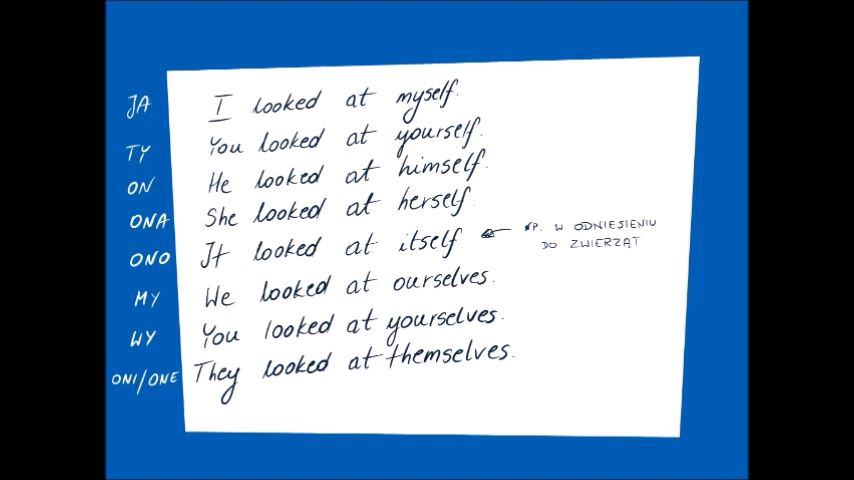 JA I looked at myself.
TY You looked at yourself.
ON He looked at himself.
ONA She looked at herself.
ONO It looked at itself. ← NP. W ODNIESIENIU
DO ZWIERZĄT
MY We looked at ourselves.
WY You looked at yourselves.
ONI/ONE They looked at themselves.